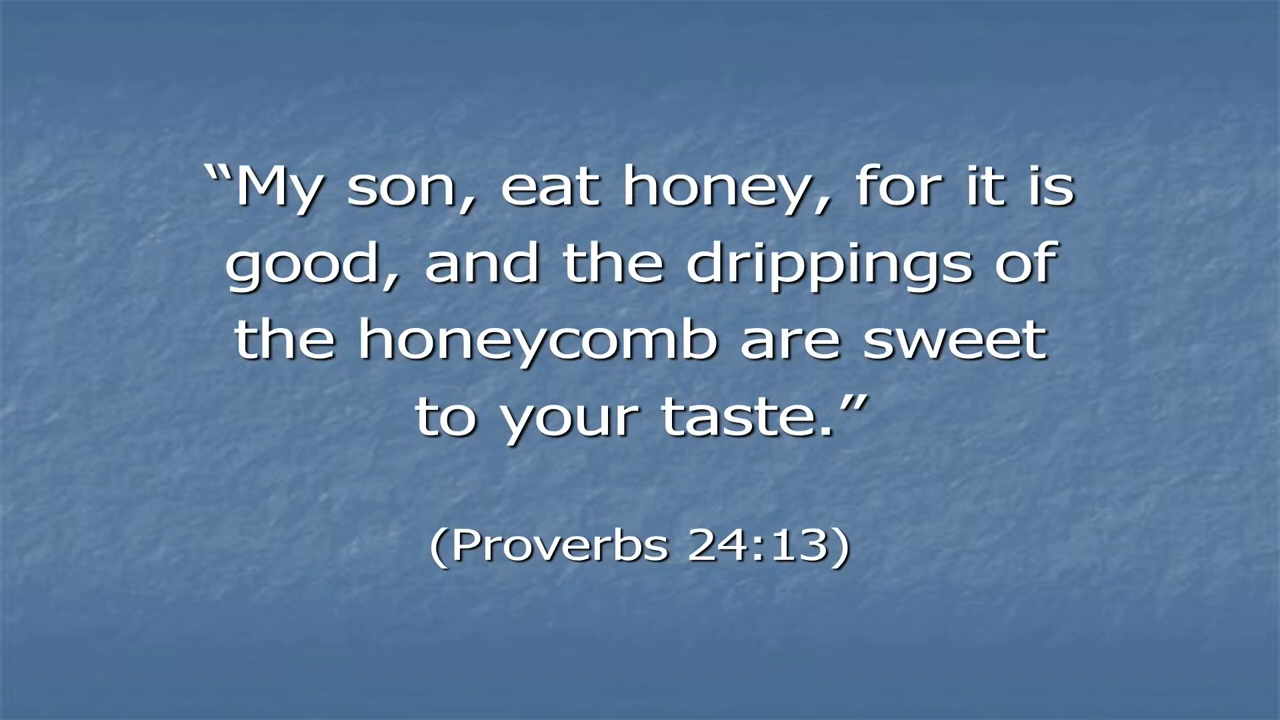 “My son, eat honey, for it is
good, and the drippings of
the honeycomb are sweet
to your taste.”
(Proverbs 24:13)